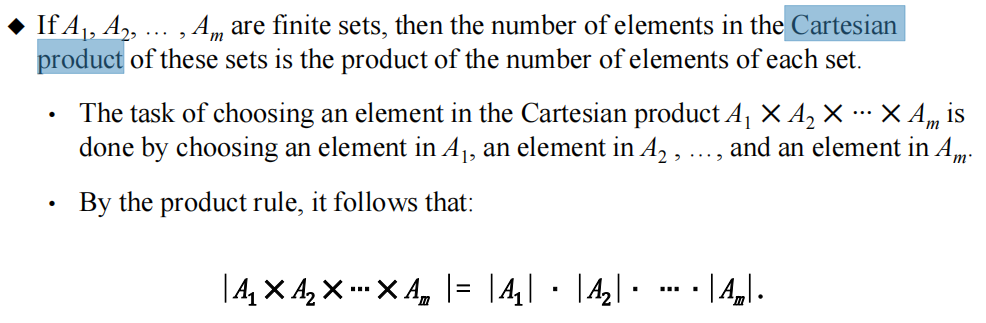 ◆ If A₁, A₂, … , Aₘ are finite sets, then the number of elements in the Cartesian
product of these sets is the product of the number of elements of each set.
• The task of choosing an element in the Cartesian product A₁ × A₂ × ⋯ × Aₘ is
done by choosing an element in A₁, an element in A₂ , …, and an element in Aₘ.
• By the product rule, it follows that:
|A₁ × A₂ × ⋯ × Aₘ | = |A₁| · |A₂| · ⋯ · |Aₘ|.